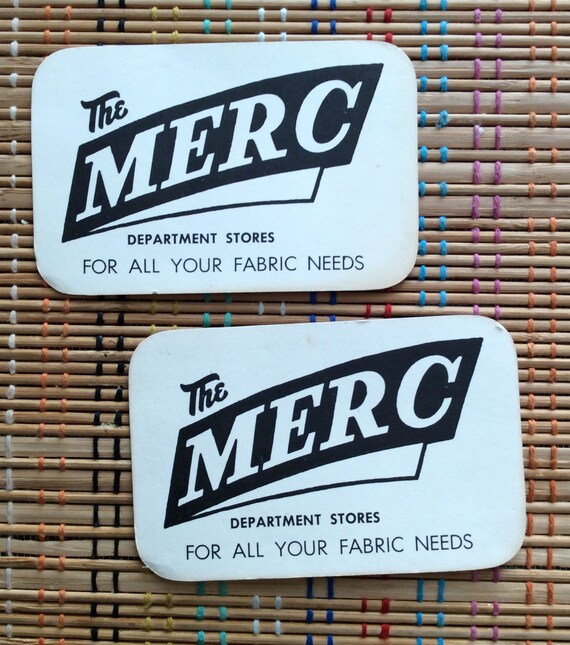 The
MERC
DEPARTMENT STORES
FOR ALL YOUR FABRIC NEEDS
The
MERC
DEPARTMENT STORES
FOR ALL YOUR FABRIC NEEDS